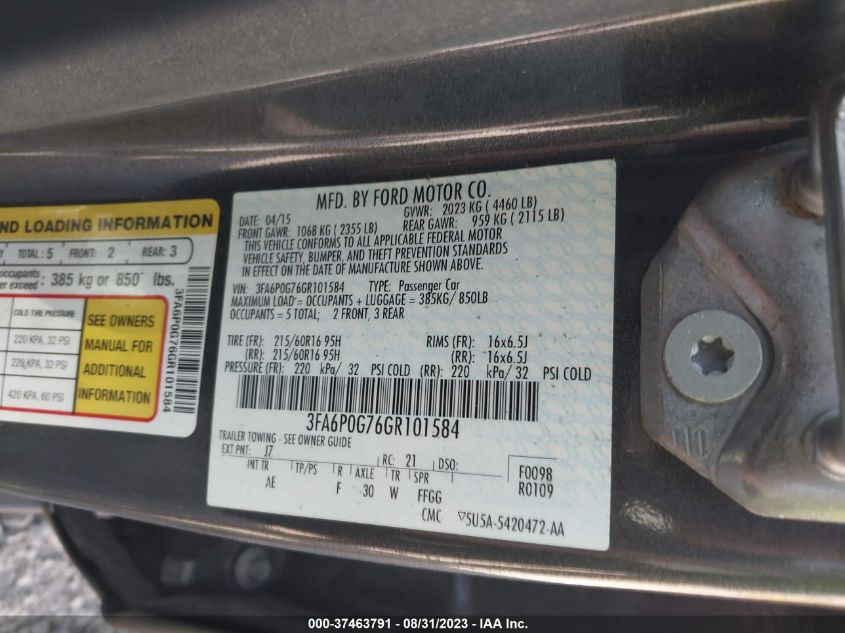 MFD. BY FORD MOTOR CO.
DATE: 04/15 GVWR: 2023 KG ( 4460 LB)
FRONT GAWR: 1068 KG ( 2355 LB) REAR GAWR: 959 KG ( 2115 LB)
THIS VEHICLE CONFORMS TO ALL APPLICABLE FEDERAL MOTOR
VEHICLE SAFETY, BUMPER, AND THEFT PREVENTION STANDARDS
IN EFFECT ON THE DATE OF MANUFACTURE SHOWN ABOVE.
VIN: 3FA6P0G76GR101584 TYPE: Passenger Car
MAXIMUM LOAD = OCCUPANTS + LUGGAGE = 385KG/ 850LB
OCCUPANTS = 5 TOTAL; 2 FRONT, 3 REAR
TIRE (FR): 215/60R16 95H RIMS (FR): 16x6.5J
(RR): 215/60R16 95H (RR): 16x6.5J
PRESSURE (FR): 220 kPa/ 32 PSI COLD (RR): 220 kPa/ 32 PSI COLD
3FA6P0G76GR101584
TRAILER TOWING - SEE OWNER GUIDE
EXT PNT: J7 RC: 21 DSO: F0098
R0109
INT TR TP/PS R AXLE TR SPR
AE F 30 W FFGG
CMC ▽5U5A-5420472-AA
ND LOADING INFORMATION
TOTAL: 5 FRONT: 2 REAR: 3
occupants
exceed: 385 kg or 850 lbs.
COLD TIRE PRESSURE
220 KPA, 32 PSI
220 KPA, 32 PSI
420 KPA, 60 PSI
SEE OWNERS
MANUAL FOR
ADDITIONAL
INFORMATION
3FA6P0G76GR101584
000-37463791 - 08/31/2023 - IAA Inc.